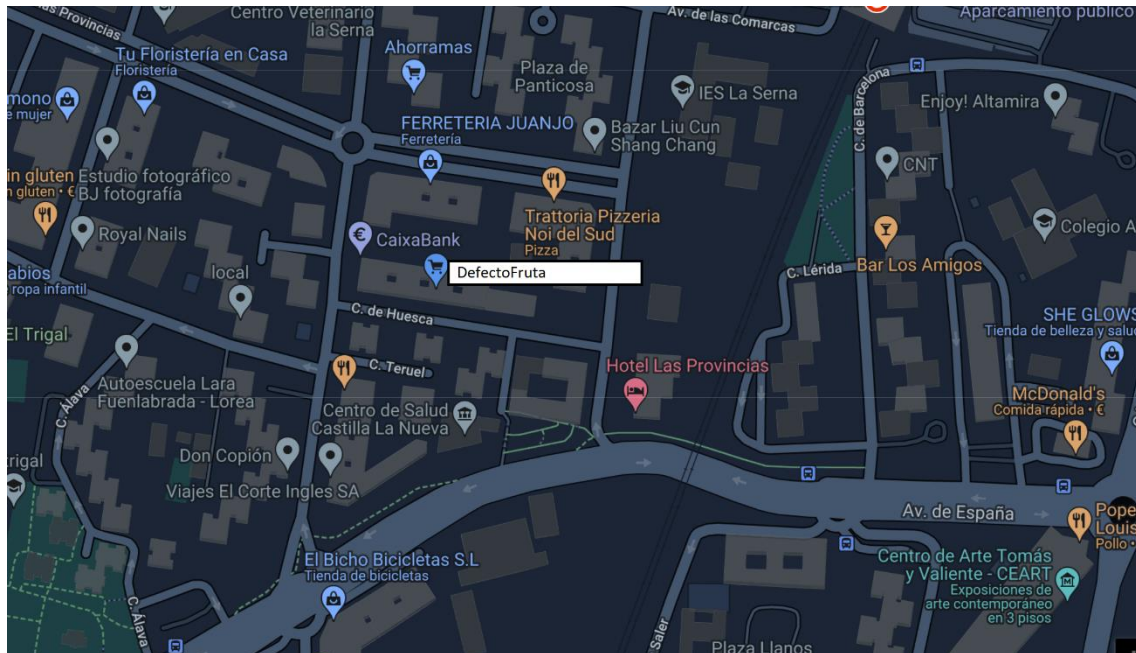 Centro Veterinario
la Serna
Av. de las Comarcas
Aparcamiento público
as Provincias
Tu Floristería en Casa
Floristería
Ahorramas
Plaza de
Panticosa
IES La Serna
C. de Barcelona
Enjoy! Altamira
mono
e mujer
FERRETERIA JUANJO
Ferretería
Bazar Liu Cun
Shang Chang
CNT
in gluten
n gluten • €
Estudio fotográfico
BJ fotografía
Trattoria Pizzeria
Noi del Sud
Pizza
Royal Nails
CaixaBank
Colegio A
DefectoFruta
C. Lérida
Bar Los Amigos
abios
e ropa infantil
local
C. de Huesca
SHE GLOWS
Tienda de belleza y salud
El Trigal
C. Teruel
Hotel Las Provincias
Autoescuela Lara
Fuenlabrada - Lorea
C. Álava
McDonald's
Comida rápida • €
Centro de Salud
Castilla La Nueva
Don Copión
trigal
Viajes El Corte Ingles SA
Av. de España
Pope
Louis
Pollo •
El Bicho Bicicletas S.L
Tienda de bicicletas
Centro de Arte Tomás
y Valiente - CEART
Exposiciones de
arte contemporáneo
en 3 pisos
C. Álava
Saler
Plaza Llanos